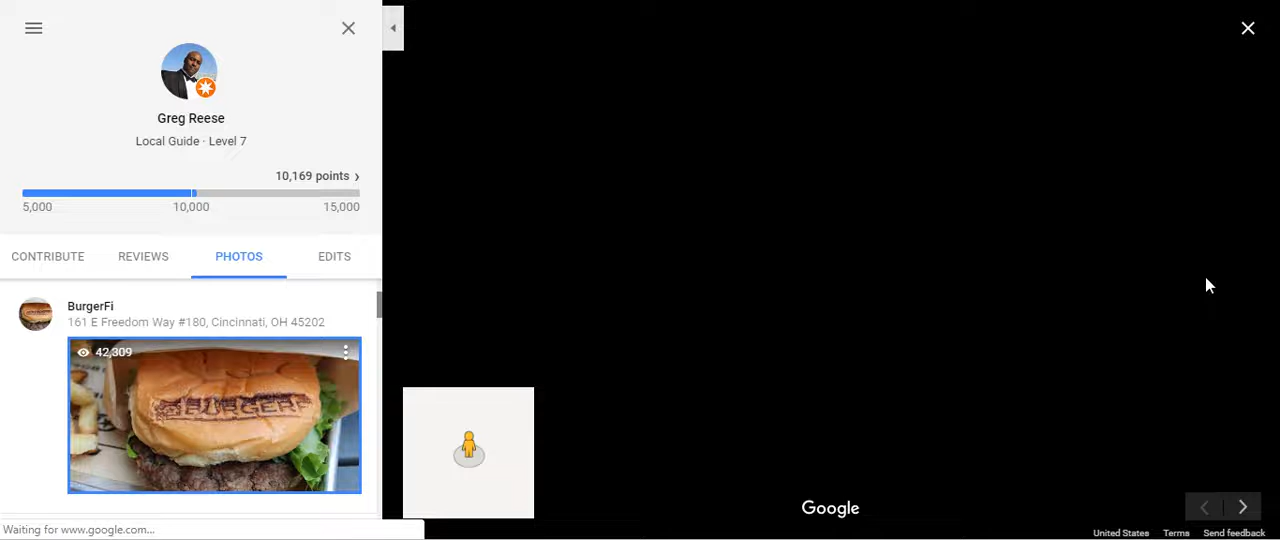 Greg Reese
Local Guide · Level 7
10,169 points ›
5,000 10,000 15,000
CONTRIBUTE REVIEWS PHOTOS EDITS
BurgerFi
161 E Freedom Way #180, Cincinnati, OH 45202
42,309
BURGERF
Waiting for www.google.com...
Google
United States Terms Send feedback